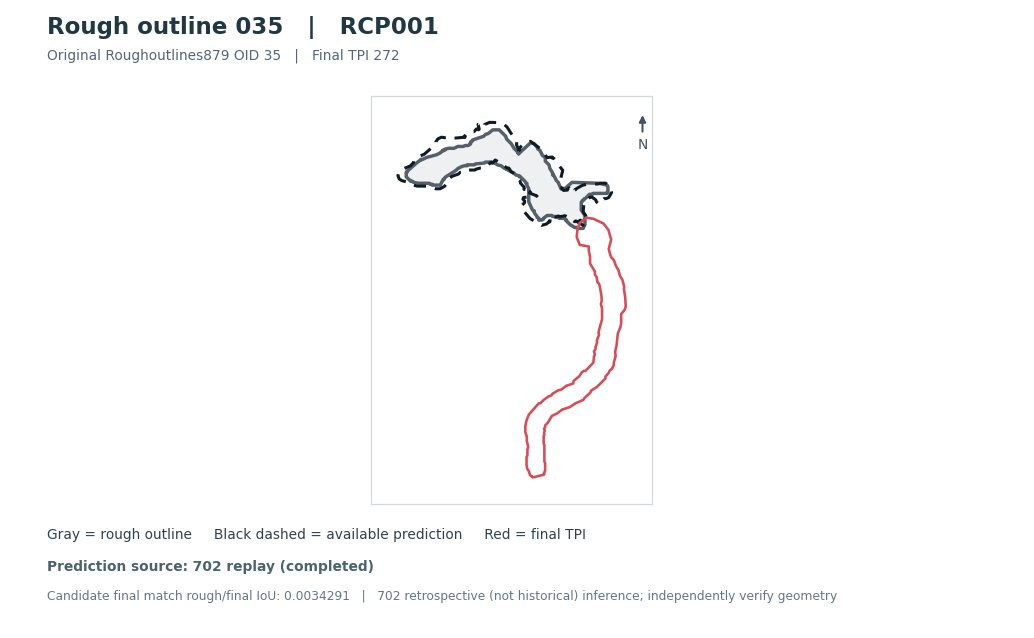 Rough outline 035   |   RCP001
Original Roughoutlines879 OID 35   |   Final TPI 272
N
Gray = rough outline     Black dashed = available prediction     Red = final TPI
Prediction source: 702 replay (completed)
Candidate final match rough/final IoU: 0.0034291   |   702 retrospective (not historical) inference; independently verify geometry